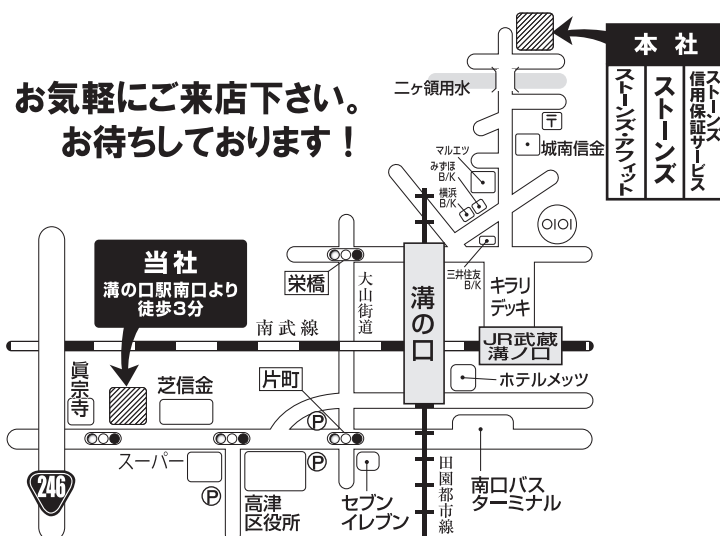 お気軽にご来店下さい。
お待ちしております！
本社
ストーンズ・アフィット
ストーンズ
ストーンズ
信用保証サービス
二ヶ領用水
〒
城南信金
マルエツ
みずほ
B/K
横浜
B/K
OIOI
三井住友
B/K
キラリ
デッキ
当社
溝の口駅南口より
徒歩3分
栄橋
大山街道
溝の口
南武線
JR武蔵
溝ノ口
眞宗寺
芝信金
片町
ホテルメッツ
P
スーパー
P
P
246
高津
区役所
セブン
イレブン
田園都市線
南口バス
ターミナル